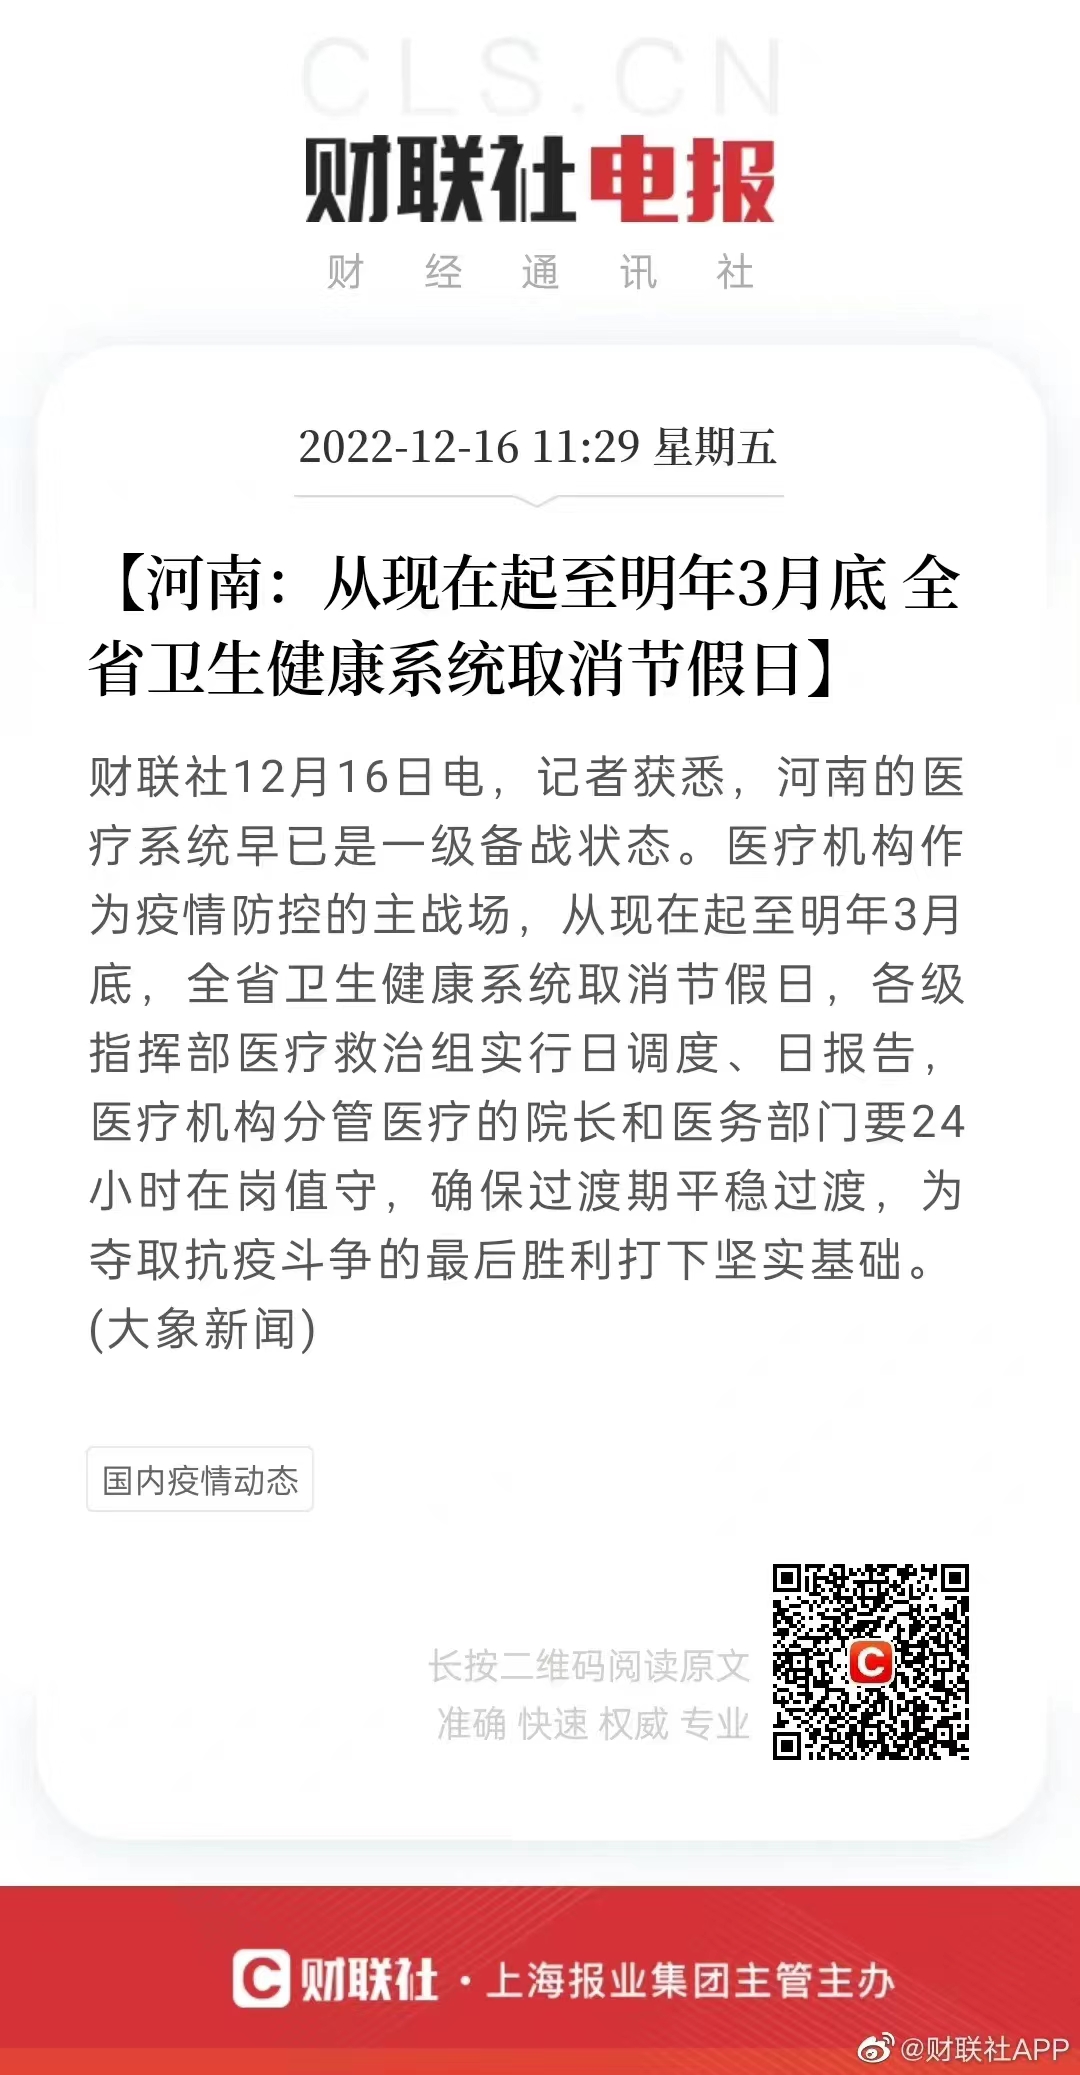 CLS.CN
财联社电报
财经通讯社
2022-12-16 11:29 星期五
【河南：从现在起至明年3月底 全
省卫生健康系统取消节假日】
财联社12月16日电，记者获悉，河南的医
疗系统早已是一级备战状态。医疗机构作
为疫情防控的主战场，从现在起至明年3月
底，全省卫生健康系统取消节假日，各级
指挥部医疗救治组实行日调度、日报告，
医疗机构分管医疗的院长和医务部门要24
小时在岗值守，确保过渡期平稳过渡，为
夺取抗疫斗争的最后胜利打下坚实基础。
(大象新闻)
国内疫情动态
长按二维码阅读原文
准确 快速 权威 专业
C
C 财联社·上海报业集团主管主办
@财联社APP